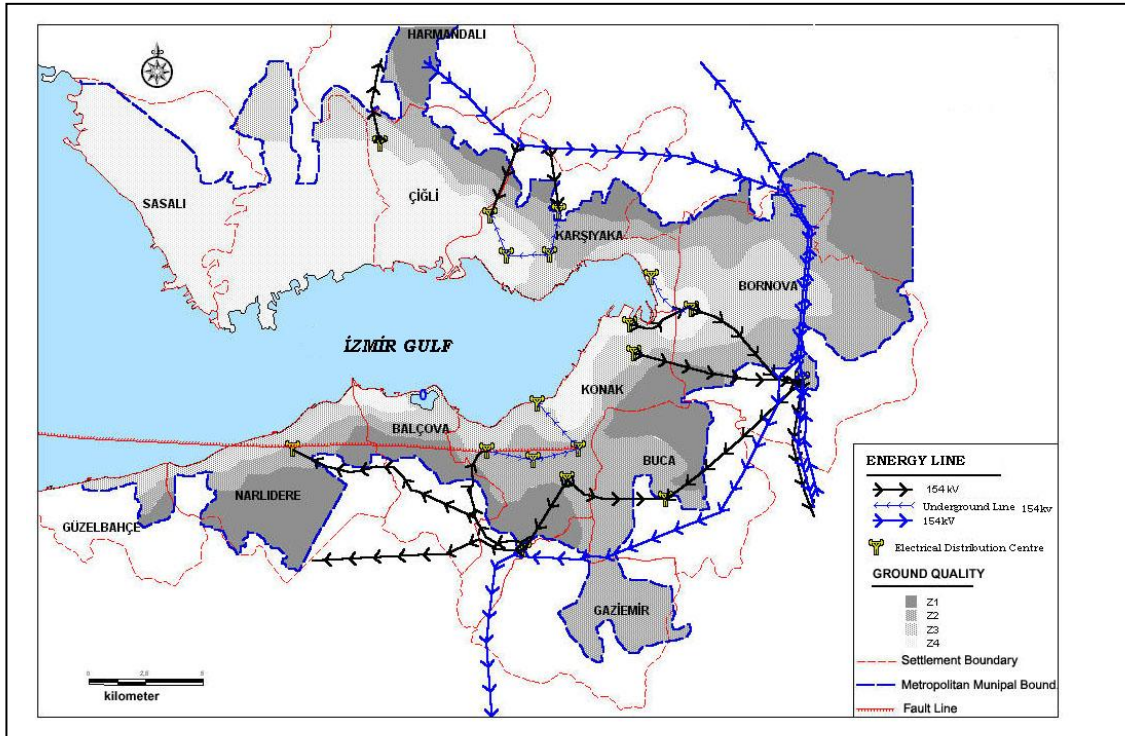 HARMANDALI
SASALI
ÇİĞLİ
KARŞIYAKA
BORNOVA
İZMİR GULF
KONAK
BALÇOVA
BUCA
NARLIDERE
GÜZELBAHÇE
GAZİEMİR
kilometer
ENERGY LINE
154 kV
Underground Line 154kv
154kV
Electrical Distribution Centre
GROUND QUALITY
Z1
Z2
Z3
Z4
Settlement Boundary
Metropolitan Munipal Bound.
Fault Line